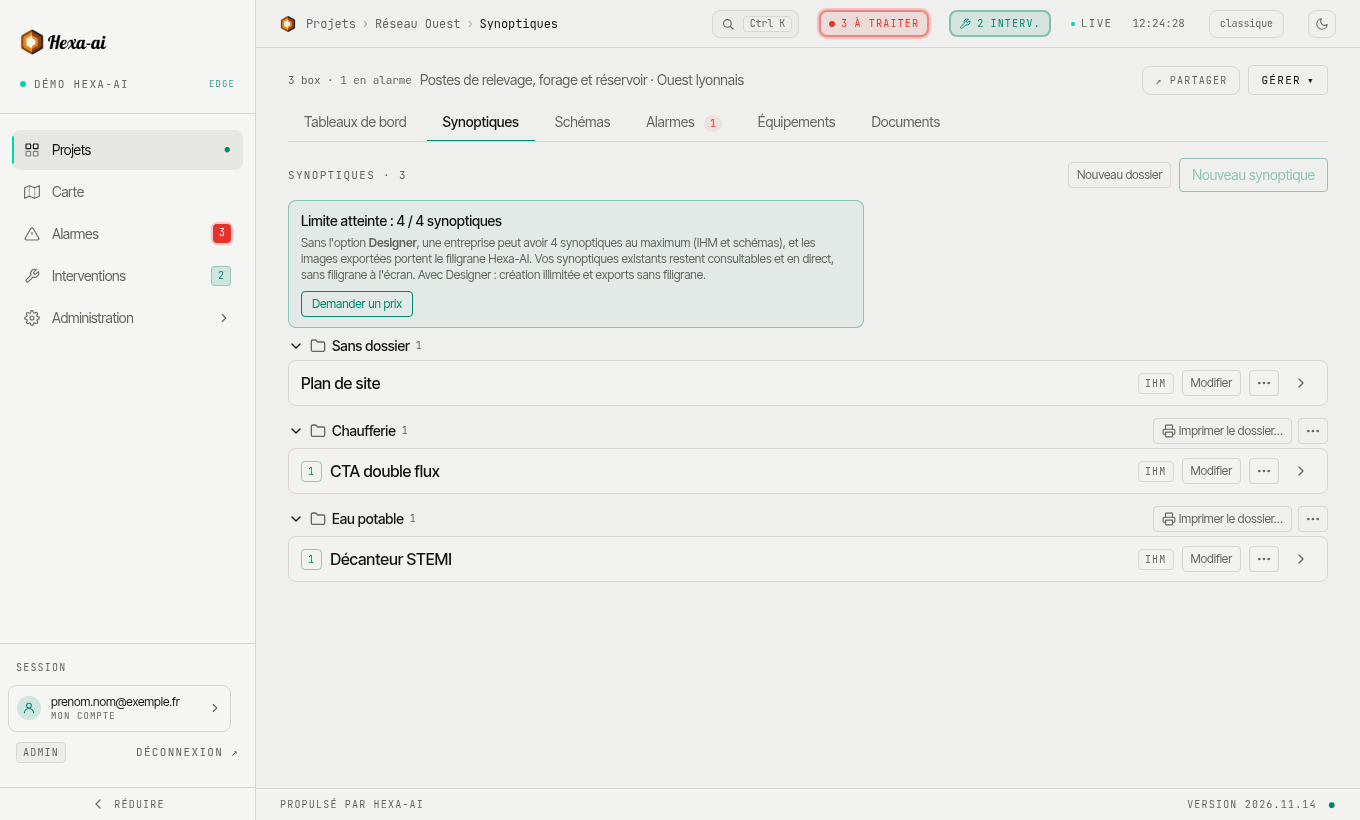 Hexa-ai
DÉMO HEXA-AI EDGE
Projets
Carte
Alarmes 3
Interventions 2
Administration
SESSION
prenom.nom@exemple.fr
MON COMPTE
ADMIN DÉCONNEXION ↗
RÉDUIRE
Projets › Réseau Ouest › Synoptiques
Ctrl K
3 À TRAITER
2 INTERV.
LIVE
12:24:28
classique
3 box · 1 en alarme Postes de relevage, forage et réservoir · Ouest lyonnais
↗ PARTAGER
GÉRER ▾
Tableaux de bord Synoptiques Schémas Alarmes 1 Équipements Documents
SYNOPTIQUES · 3
Nouveau dossier
Nouveau synoptique
Limite atteinte : 4 / 4 synoptiques
Sans l'option Designer, une entreprise peut avoir 4 synoptiques au maximum (IHM et schémas), et les
images exportées portent le filigrane Hexa-AI. Vos synoptiques existants restent consultables et en direct,
sans filigrane à l'écran. Avec Designer : création illimitée et exports sans filigrane.
Demander un prix
Sans dossier 1
Plan de site IHM Modifier ···
Chaufferie 1 Imprimer le dossier... ···
1 CTA double flux IHM Modifier ···
Eau potable 1 Imprimer le dossier... ···
1 Décanteur STEMI IHM Modifier ···
PROPULSÉ PAR HEXA-AI
VERSION 2026.11.14